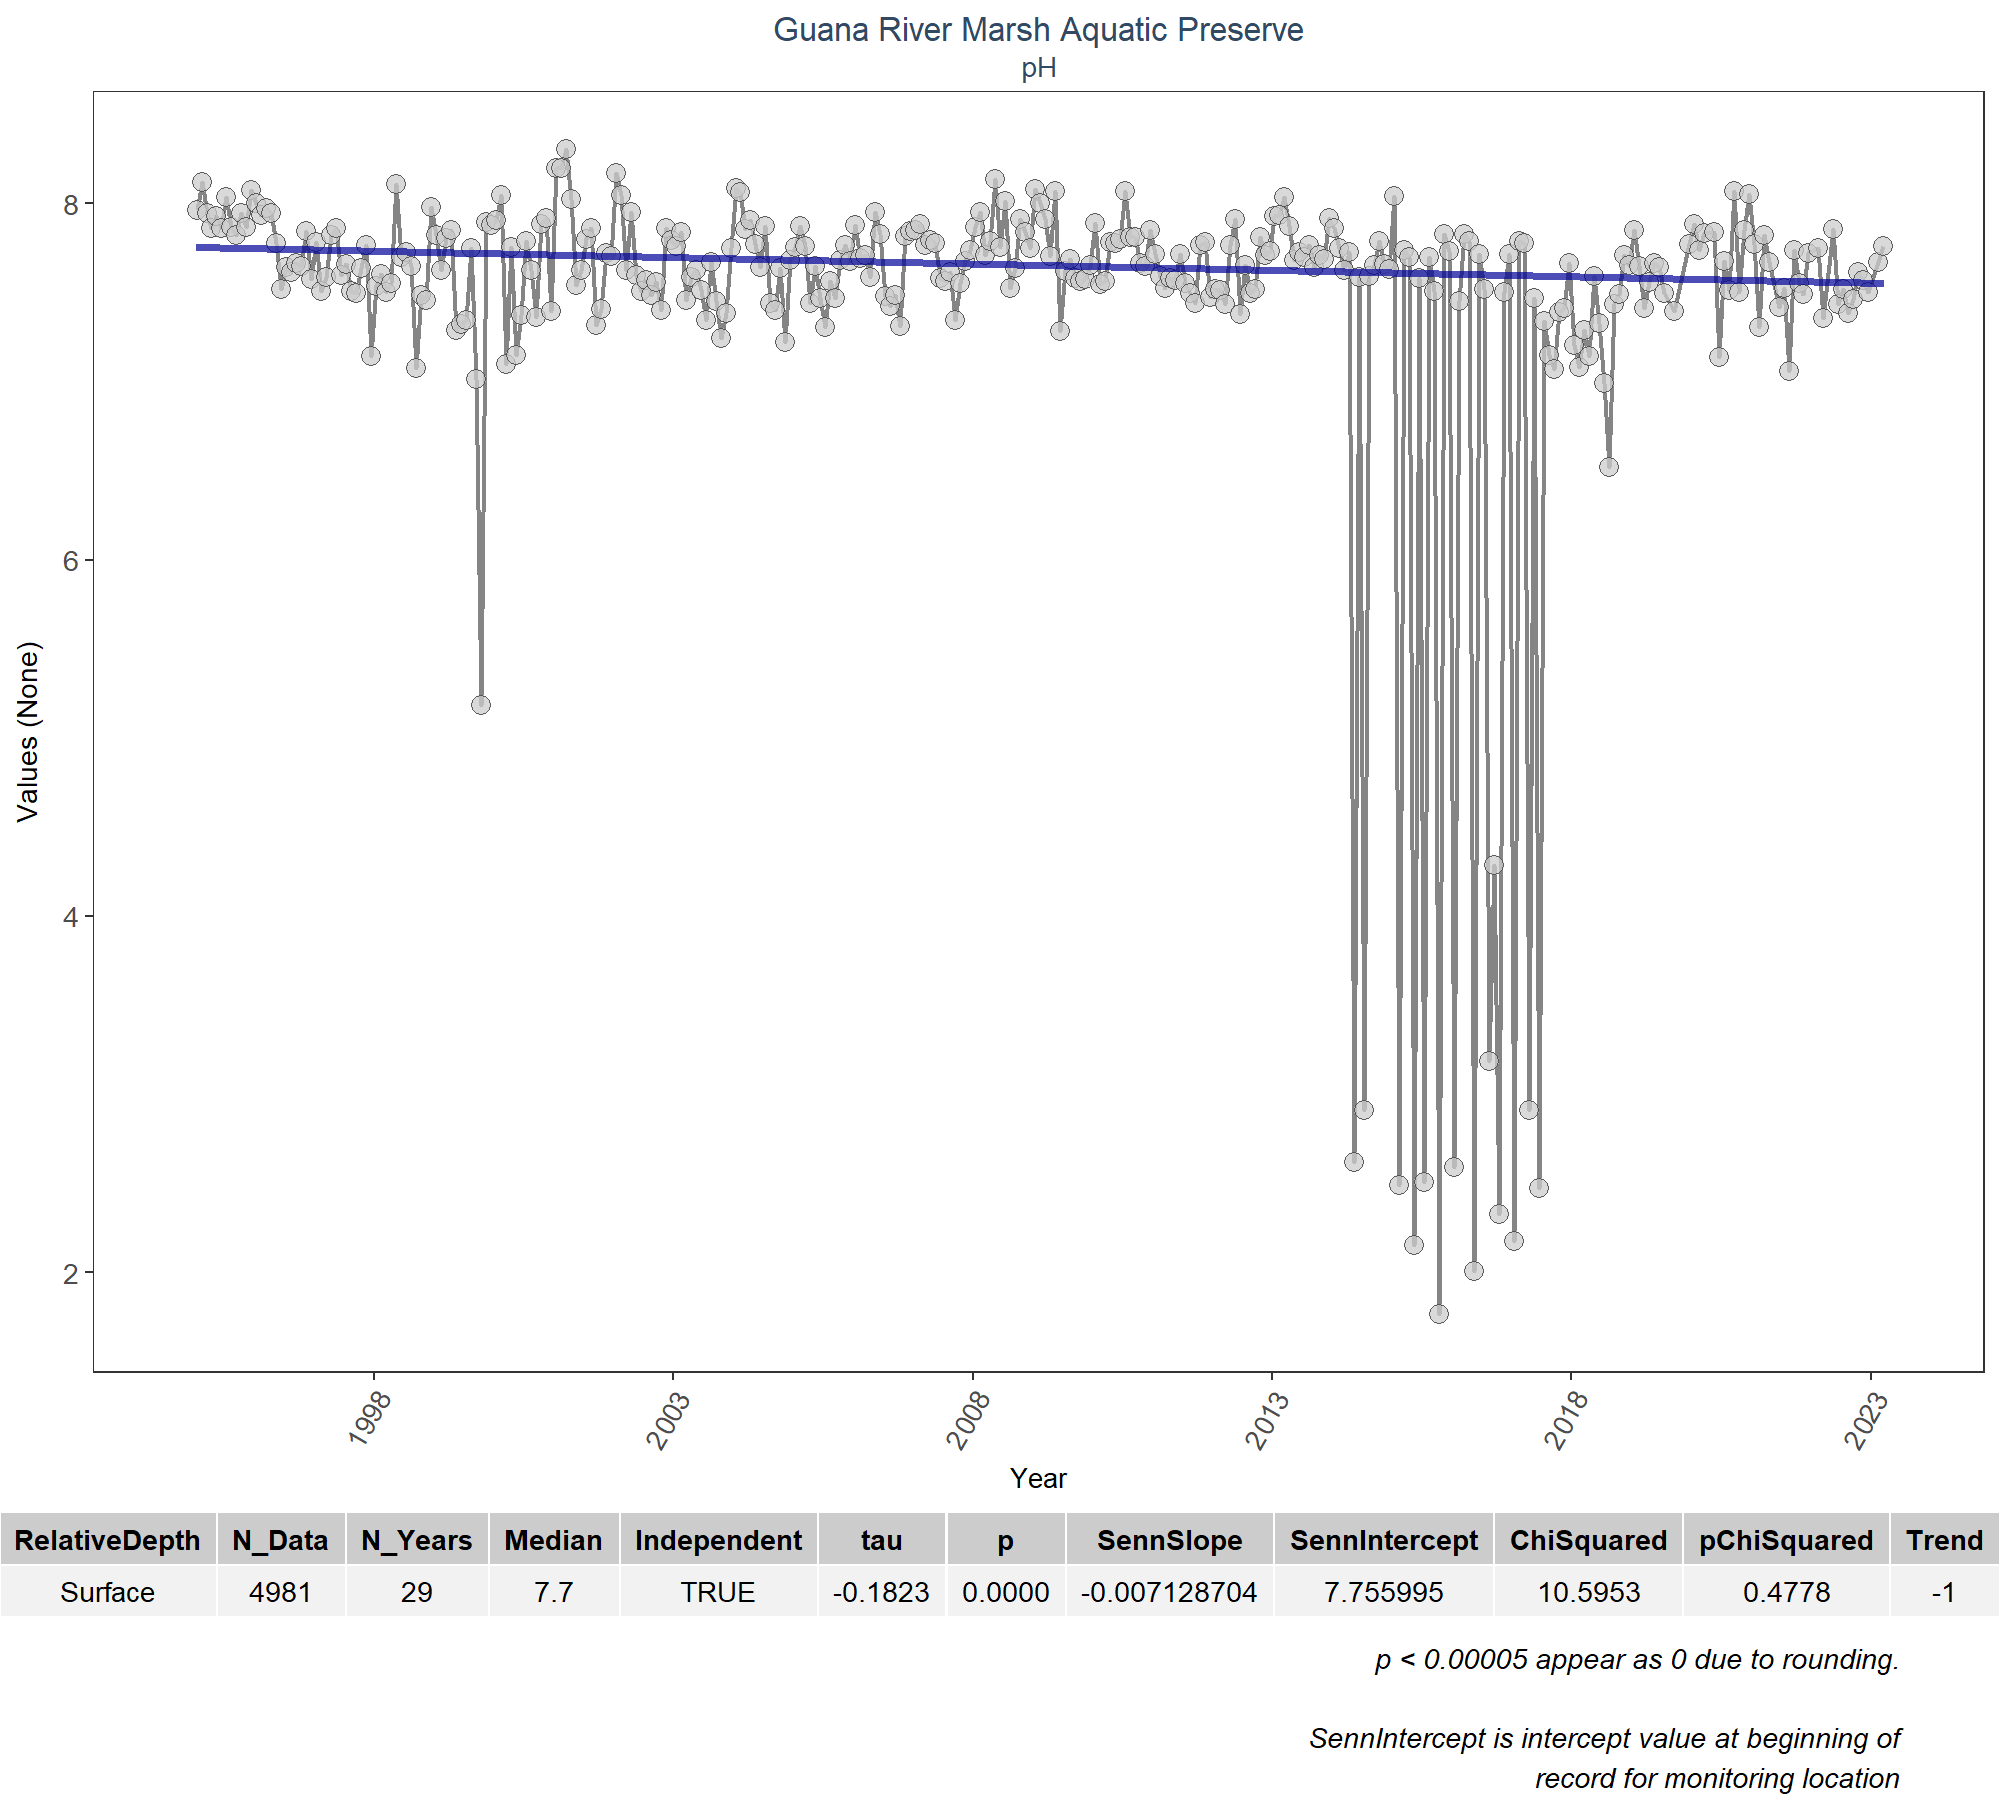 Guana River Marsh Aquatic Preserve
pH
Values (None)
8
6
4
2
1998 2003 2008 2013 2018 2023
Year
RelativeDepth N_Data N_Years Median Independent tau p SennSlope SennIntercept ChiSquared pChiSquared Trend
Surface 4981 29 7.7 TRUE -0.1823 0.0000 -0.007128704 7.755995 10.5953 0.4778 -1
p < 0.00005 appear as 0 due to rounding.
SennIntercept is intercept value at beginning of
record for monitoring location